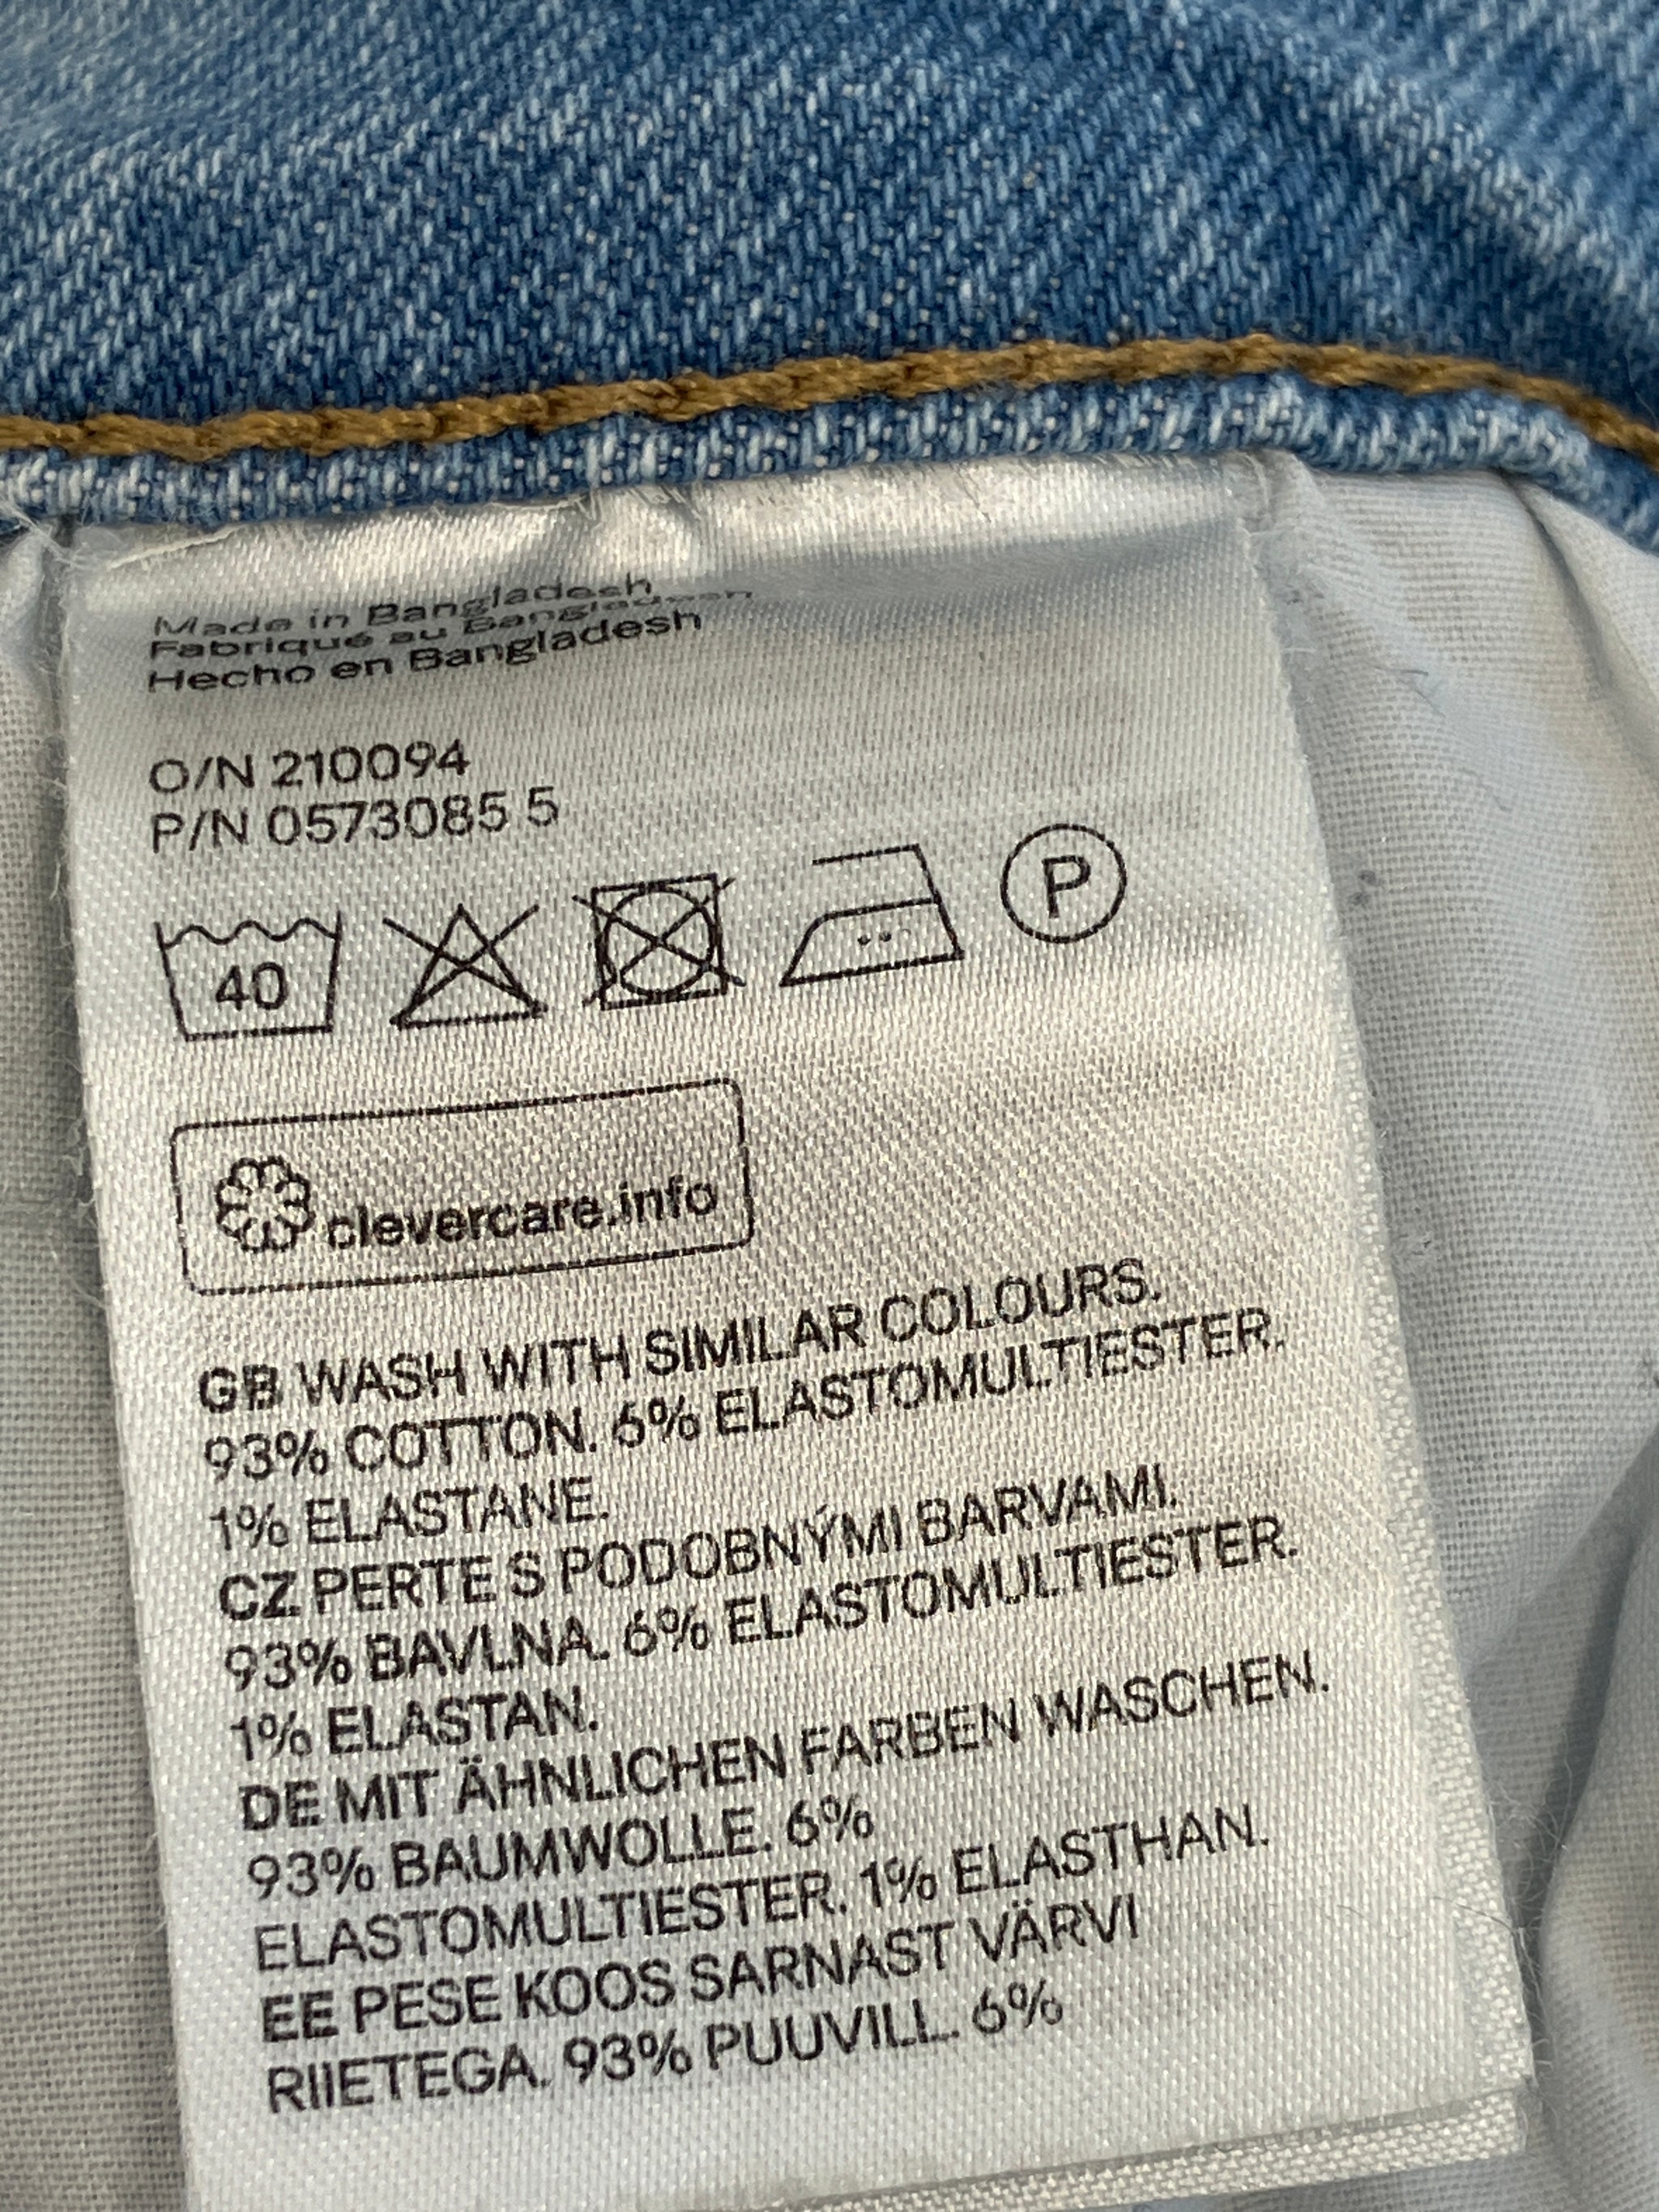 Made in Bangladesh
Fabriqué au Bangladesh
Hecho en Bangladesh
O/N 210094
P/N 0573085 5
40
P
clevercare.info
GB WASH WITH SIMILAR COLOURS.
93% COTTON. 6% ELASTOMULTIESTER.
1% ELASTANE.
CZ PERTE S PODOBNÝMI BARVAMI.
93% BAVLNA. 6% ELASTOMULTIESTER.
1% ELASTAN.
DE MIT ÄHNLICHEN FARBEN WASCHEN.
93% BAUMWOLLE. 6%
ELASTOMULTIESTER. 1% ELASTHAN.
EE PESE KOOS SARNAST VÄRVI
RIIETEGA. 93% PUUVILL. 6%